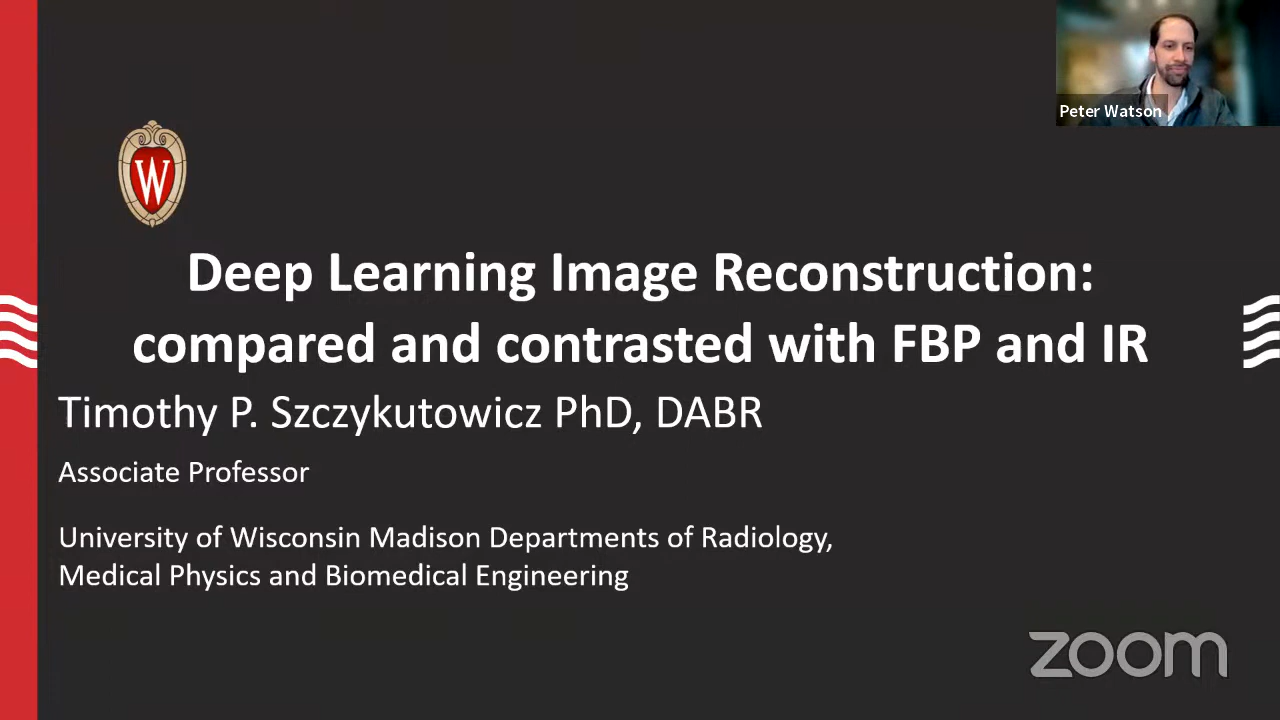 Peter Watson
W
Deep Learning Image Reconstruction:
compared and contrasted with FBP and IR
Timothy P. Szczykutowicz PhD, DABR
Associate Professor
University of Wisconsin Madison Departments of Radiology,
Medical Physics and Biomedical Engineering
zoom